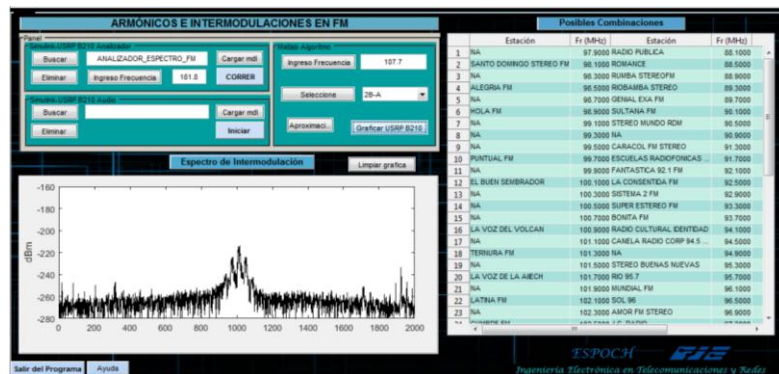 ARMÓNICOS E INTERMODULACIONES EN FM
Panel
Simulink-USRP B210 Analizador
Buscar ANALIZADOR_ESPECTRO_FM Cargar mdl
Eliminar Ingreso Frecuencia 101.8 CORRER
Simulink-USRP B210 Audio
Buscar Cargar mdl
Eliminar Iniciar
Metaso Algoritmo
Ingreso Frecuencia 107.7
Seleccione 2B-A
Aproximaci... Graficar USRP B210
Espectro de Intermodulación Limpiar grafica
dBm
-160
-180
-200
-220
-240
-260
-280
0 200 400 600 800 1000 1200 1400 1600 1800 2000
Salir del Programa Ayuda
Posibles Combinaciones
Estación Fr (MHz) Estación Fr (MHz)
1 NA 97.9000 RADIO PUBLICA 88.1000
2 SANTO DOMINGO STEREO FM 98.1000 ROMANCE 88.5000
3 NA 98.3000 RUMBA STEREOFM 88.9000
4 ALEGRIA FM 98.5000 RIOBAMBA STEREO 89.3000
5 NA 98.7000 GENIAL EXA FM 89.7000
6 HOLA FM 98.9000 SULTANA FM 90.1000
7 NA 99.1000 STEREO MUNDO RDM 90.5000
8 NA 99.3000 NA 90.9000
9 NA 99.5000 CARACOL FM STEREO 91.3000
10 PUNTUAL FM 99.7000 ESCUELAS RADIOFONICAS ... 91.7000
11 NA 99.9000 FANTASTICA 92.1 FM 92.1000
12 EL BUEN SEMBRADOR 100.1000 LA CONSENTIDA FM 92.5000
13 NA 100.3000 SISTEMA 2 FM 92.9000
14 NA 100.5000 SUPER ESTEREO FM 93.3000
15 NA 100.7000 BONITA FM 93.7000
16 LA VOZ DEL VOLCAN 100.9000 RADIO CULTURAL IDENTIDAD 94.1000
17 NA 101.1000 CANELA RADIO CORP 94.5 ... 94.5000
18 TERNURA FM 101.3000 NA 94.9000
19 NA 101.5000 STEREO BUENAS NUEVAS 95.3000
20 LA VOZ DE LA AIIECH 101.7000 RIO 95.7 95.7000
21 NA 101.9000 MUNDIAL FM 96.1000
22 LATINA FM 102.1000 SOL 96 96.5000
23 NA 102.3000 AMOR FM STEREO 96.9000
ESPOCH FIE
Ingeniería Electrónica en Telecomunicaciones y Redes